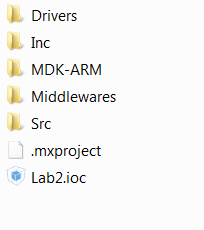 Drivers
Inc
MDK-ARM
Middlewares
Src
.mxproject
Lab2.ioc